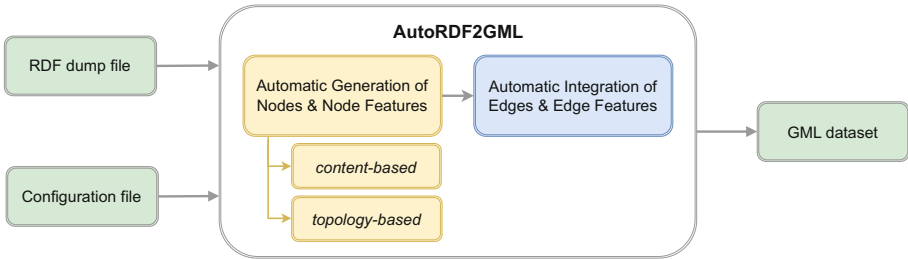 AutoRDF2GML
RDF dump file
Automatic Generation of
Nodes & Node Features
Automatic Integration of
Edges & Edge Features
GML dataset
content-based
Configuration file
topology-based